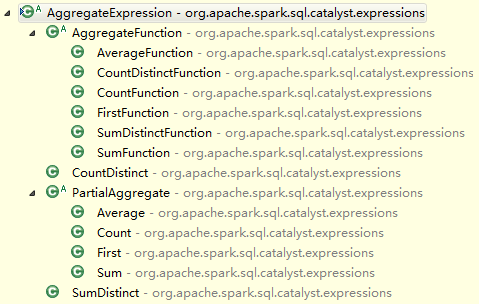 AggregateExpression - org.apache.spark.sql.catalyst.expressions
AggregateFunction - org.apache.spark.sql.catalyst.expressions
AverageFunction - org.apache.spark.sql.catalyst.expressions
CountDistinctFunction - org.apache.spark.sql.catalyst.expressions
CountFunction - org.apache.spark.sql.catalyst.expressions
FirstFunction - org.apache.spark.sql.catalyst.expressions
SumDistinctFunction - org.apache.spark.sql.catalyst.expressions
SumFunction - org.apache.spark.sql.catalyst.expressions
CountDistinct - org.apache.spark.sql.catalyst.expressions
PartialAggregate - org.apache.spark.sql.catalyst.expressions
Average - org.apache.spark.sql.catalyst.expressions
Count - org.apache.spark.sql.catalyst.expressions
First - org.apache.spark.sql.catalyst.expressions
Sum - org.apache.spark.sql.catalyst.expressions
SumDistinct - org.apache.spark.sql.catalyst.expressions